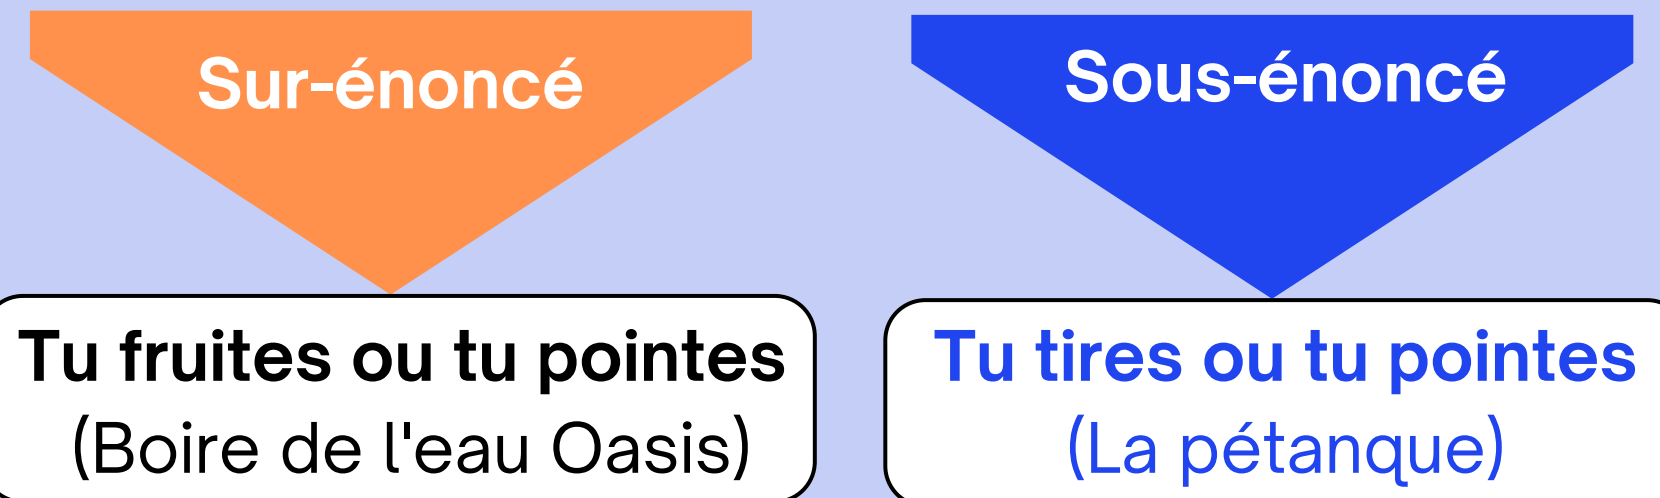 Sur-énoncé
Tu fruites ou tu pointes
(Boire de l'eau Oasis)
Sous-énoncé
Tu tires ou tu pointes
(La pétanque)